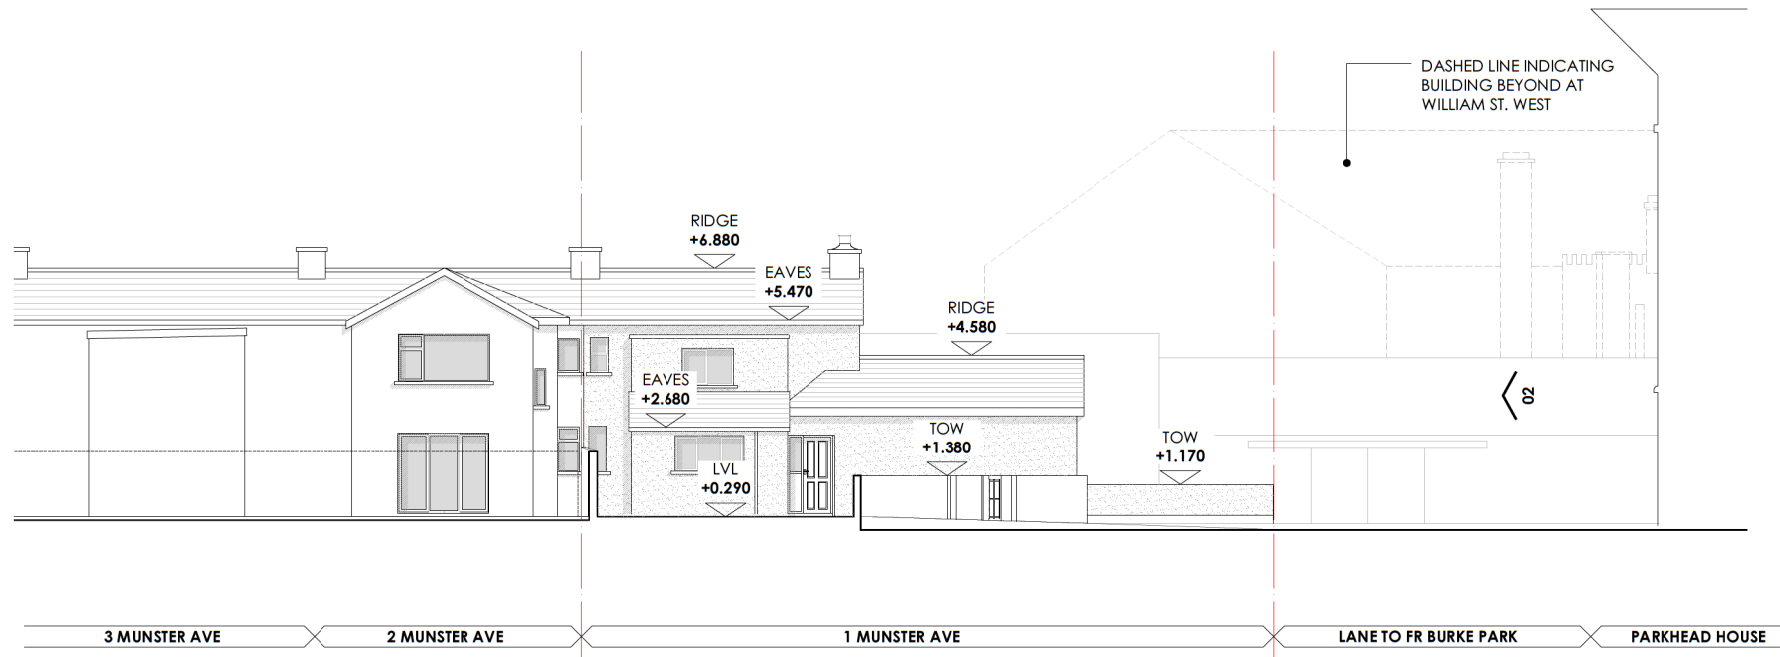 DASHED LINE INDICATING
BUILDING BEYOND AT
WILLIAM ST. WEST
RIDGE
+6.880
EAVES
+5.470
RIDGE
+4.580
EAVES
+2.680
TOW
+1.380
TOW
+1.170
LVL
+0.290
02
3 MUNSTER AVE
2 MUNSTER AVE
1 MUNSTER AVE
LANE TO FR BURKE PARK
PARKHEAD HOUSE